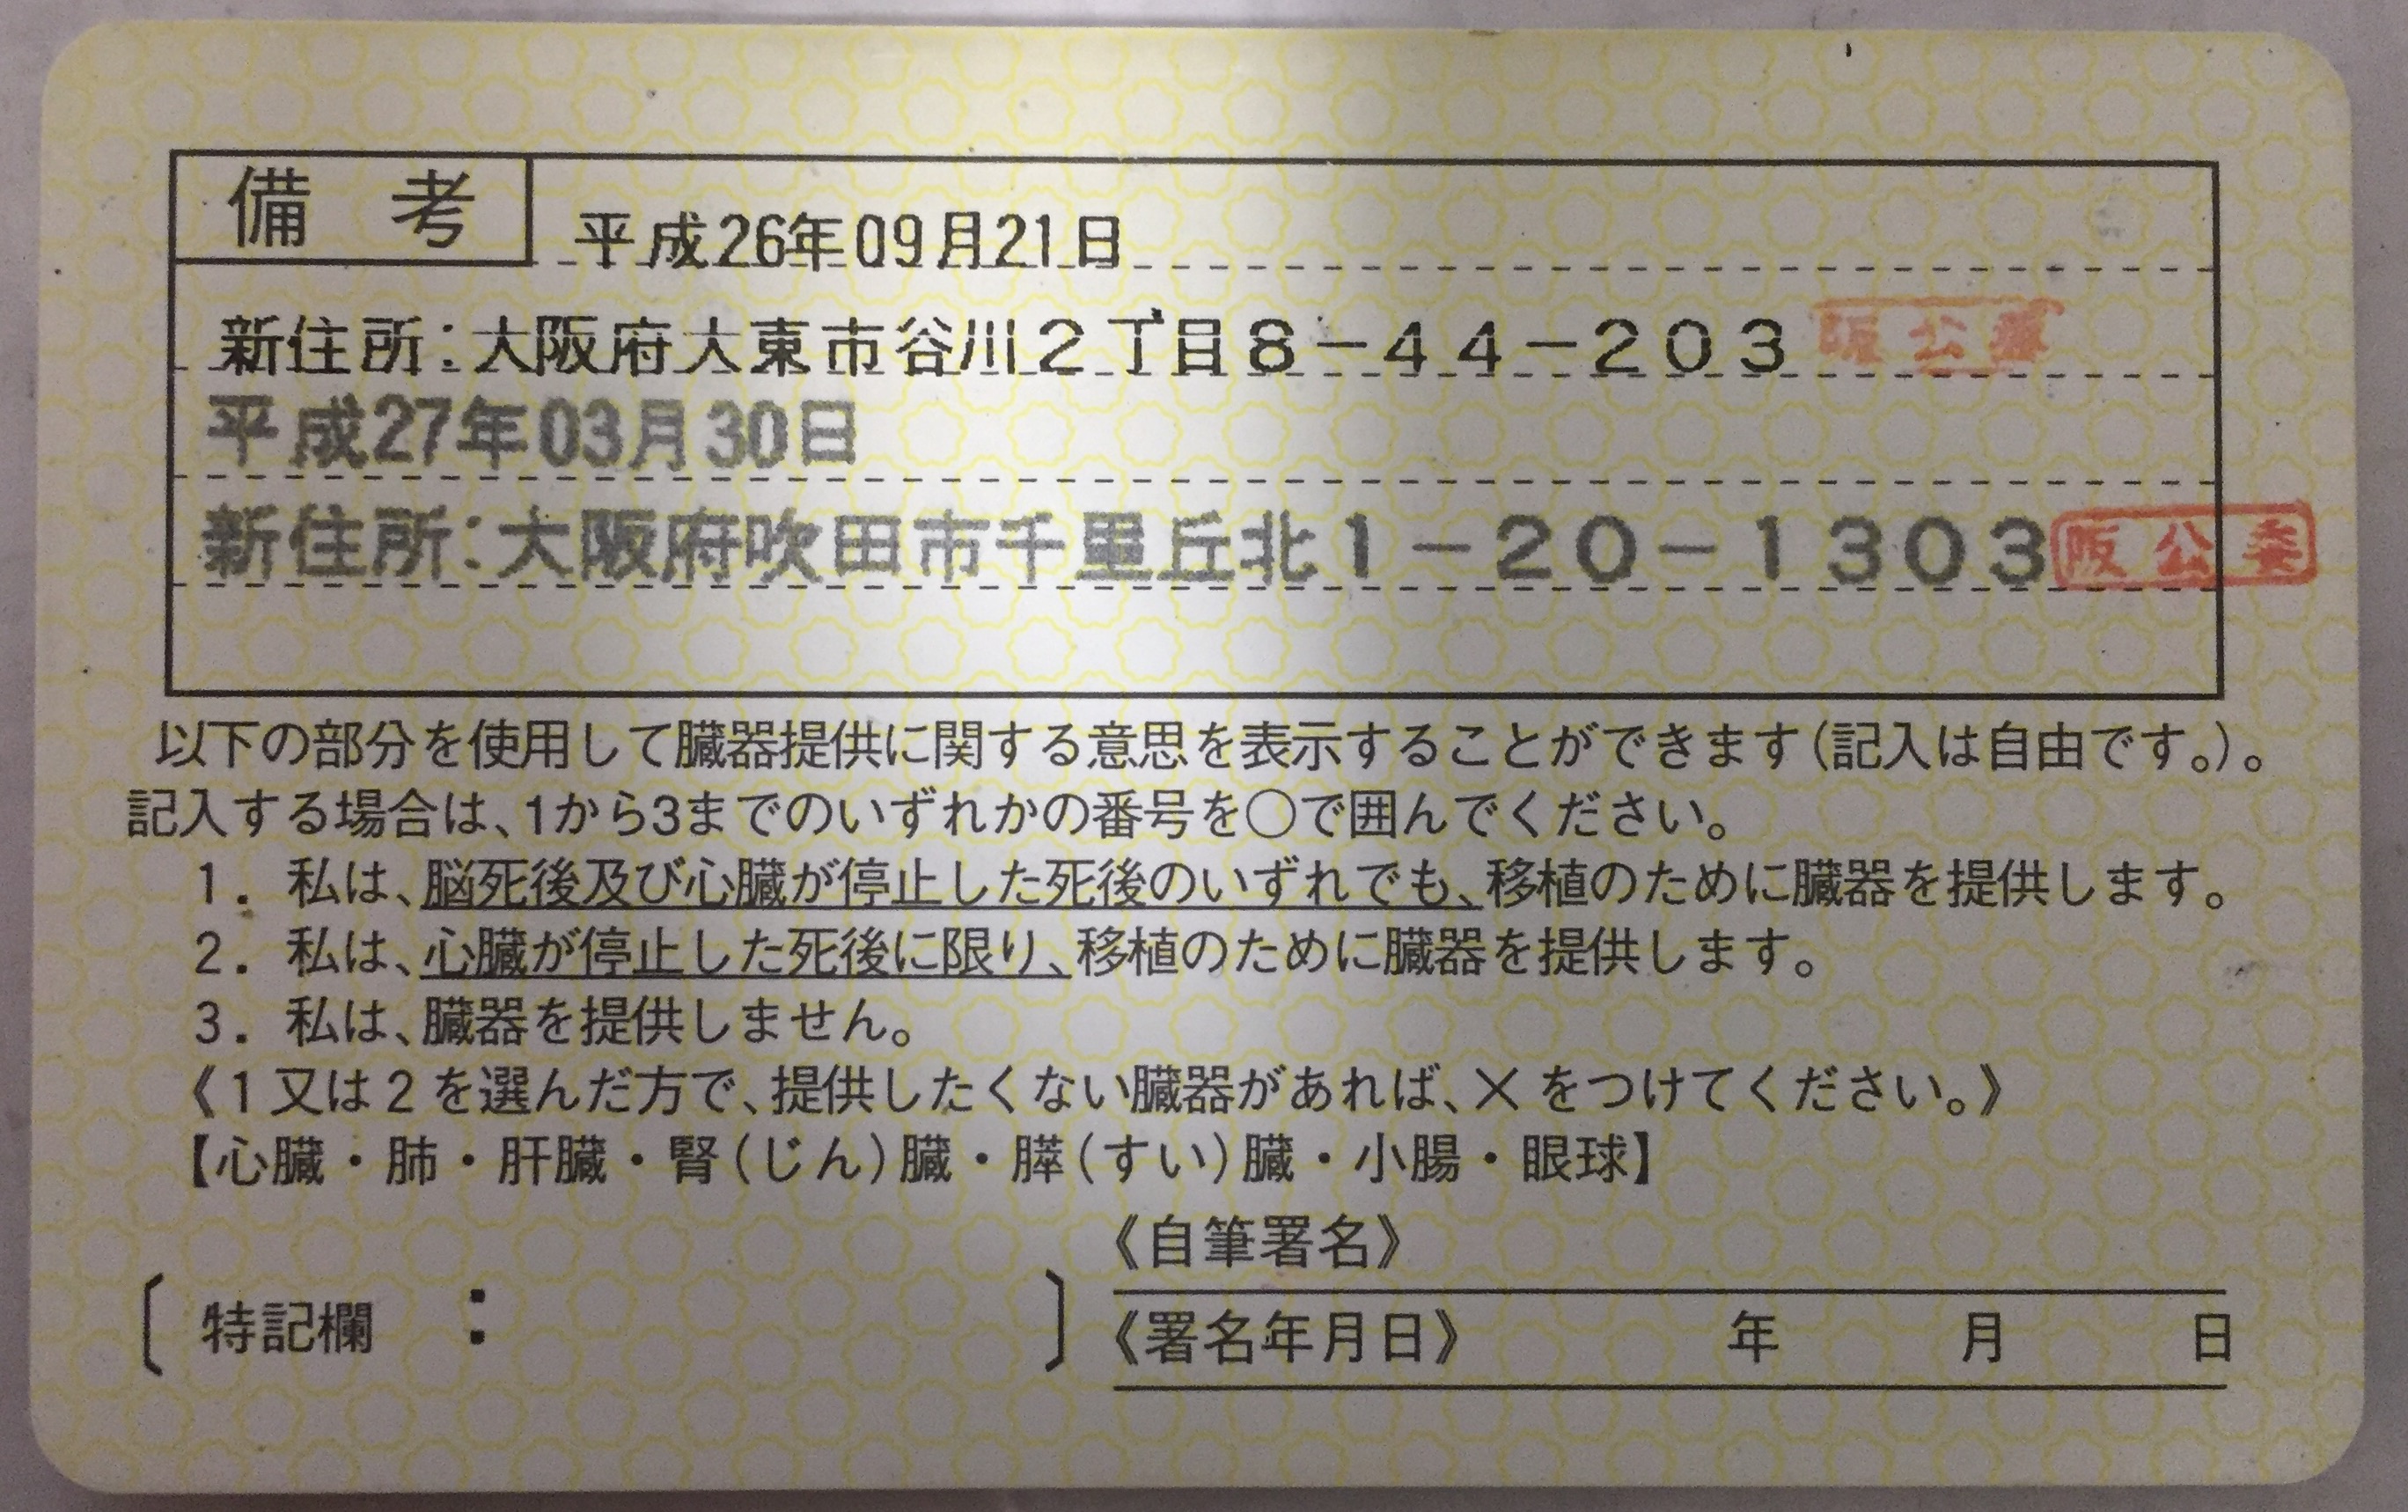 備考
平成26年09月21日
新住所:大阪府大東市谷川2丁目8-44-203 阪公委
平成27年03月30日
新住所:大阪府吹田市千里丘北1-20-1303 阪公委
以下の部分を使用して臓器提供に関する意思を表示することができます(記入は自由です。)。
記入する場合は、1から3までのいずれかの番号を○で囲んでください。
1. 私は、脳死後及び心臓が停止した死後のいずれでも、移植のために臓器を提供します。
2. 私は、心臓が停止した死後に限り、移植のために臓器を提供します。
3. 私は、臓器を提供しません。
《1又は2を選んだ方で、提供したくない臓器があれば、×をつけてください。》
【心臓・肺・肝臓・腎(じん)臓・膵(すい)臓・小腸・眼球】
《自筆署名》
〔特記欄 : 〕
《署名年月日》 年 月 日